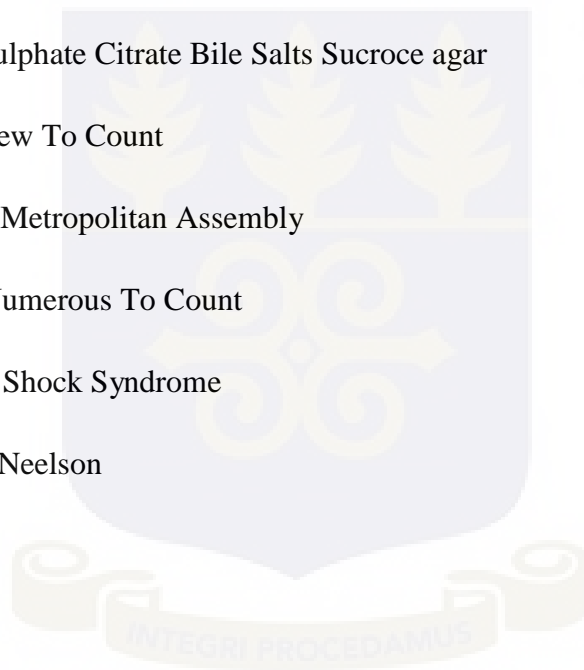 ulphate Citrate Bile Salts Sucroce agar
ew To Count
Metropolitan Assembly
umerous To Count
Shock Syndrome
Neelson
INTEGRI PROCEDAMUS